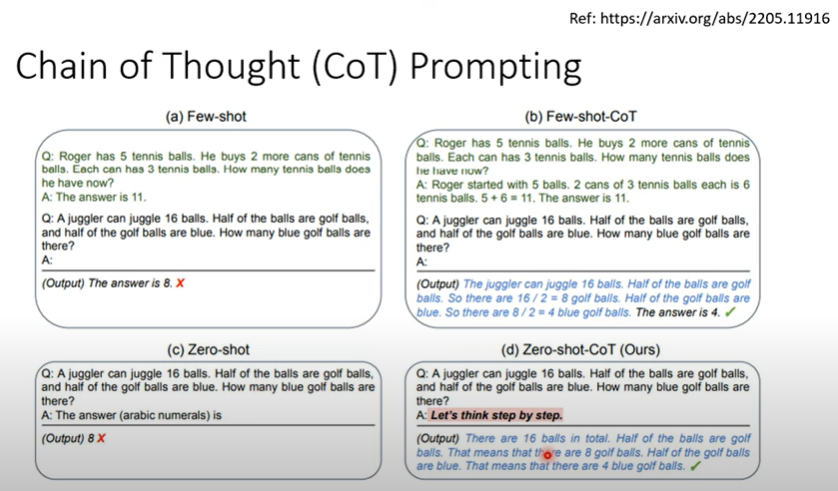 Ref: https://arxiv.org/abs/2205.11916
Chain of Thought (CoT) Prompting
(a) Few-shot
Q: Roger has 5 tennis balls. He buys 2 more cans of tennis
balls. Each can has 3 tennis balls. How many tennis balls does
he have now?
A: The answer is 11.
Q: A juggler can juggle 16 balls. Half of the balls are golf balls,
and half of the golf balls are blue. How many blue golf balls are
there?
A:
(Output) The answer is 8. X
(b) Few-shot-CoT
Q: Roger has 5 tennis balls. He buys 2 more cans of tennis
balls. Each can has 3 tennis balls. How many tennis balls does
he have now?
A: Roger started with 5 balls. 2 cans of 3 tennis balls each is 6
tennis balls. 5 + 6 = 11. The answer is 11.
Q: A juggler can juggle 16 balls. Half of the balls are golf balls,
and half of the golf balls are blue. How many blue golf balls are
there?
A:
(Output) The juggler can juggle 16 balls. Half of the balls are golf
balls. So there are 16 / 2 = 8 golf balls. Half of the golf balls are
blue. So there are 8 / 2 = 4 blue golf balls. The answer is 4. ✓
(c) Zero-shot
Q: A juggler can juggle 16 balls. Half of the balls are golf balls,
and half of the golf balls are blue. How many blue golf balls are
there?
A: The answer (arabic numerals) is
(Output) 8 X
(d) Zero-shot-CoT (Ours)
Q: A juggler can juggle 16 balls. Half of the balls are golf balls,
and half of the golf balls are blue. How many blue golf balls are
there?
A: Let's think step by step.
(Output) There are 16 balls in total. Half of the balls are golf
balls. That means that there are 8 golf balls. Half of the golf balls
are blue. That means that there are 4 blue golf balls. ✓